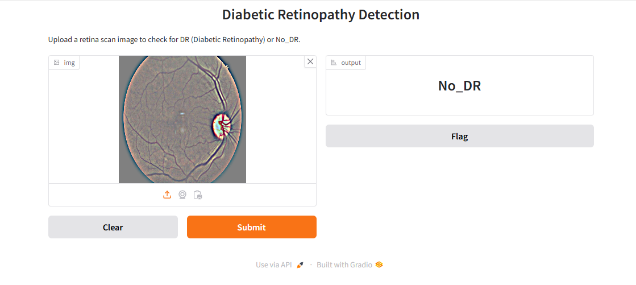 Diabetic Retinopathy Detection
Upload a retina scan image to check for DR (Diabetic Retinopathy) or No_DR.
img
output
No_DR
Flag
Clear
Submit
Use via API · Built with Gradio